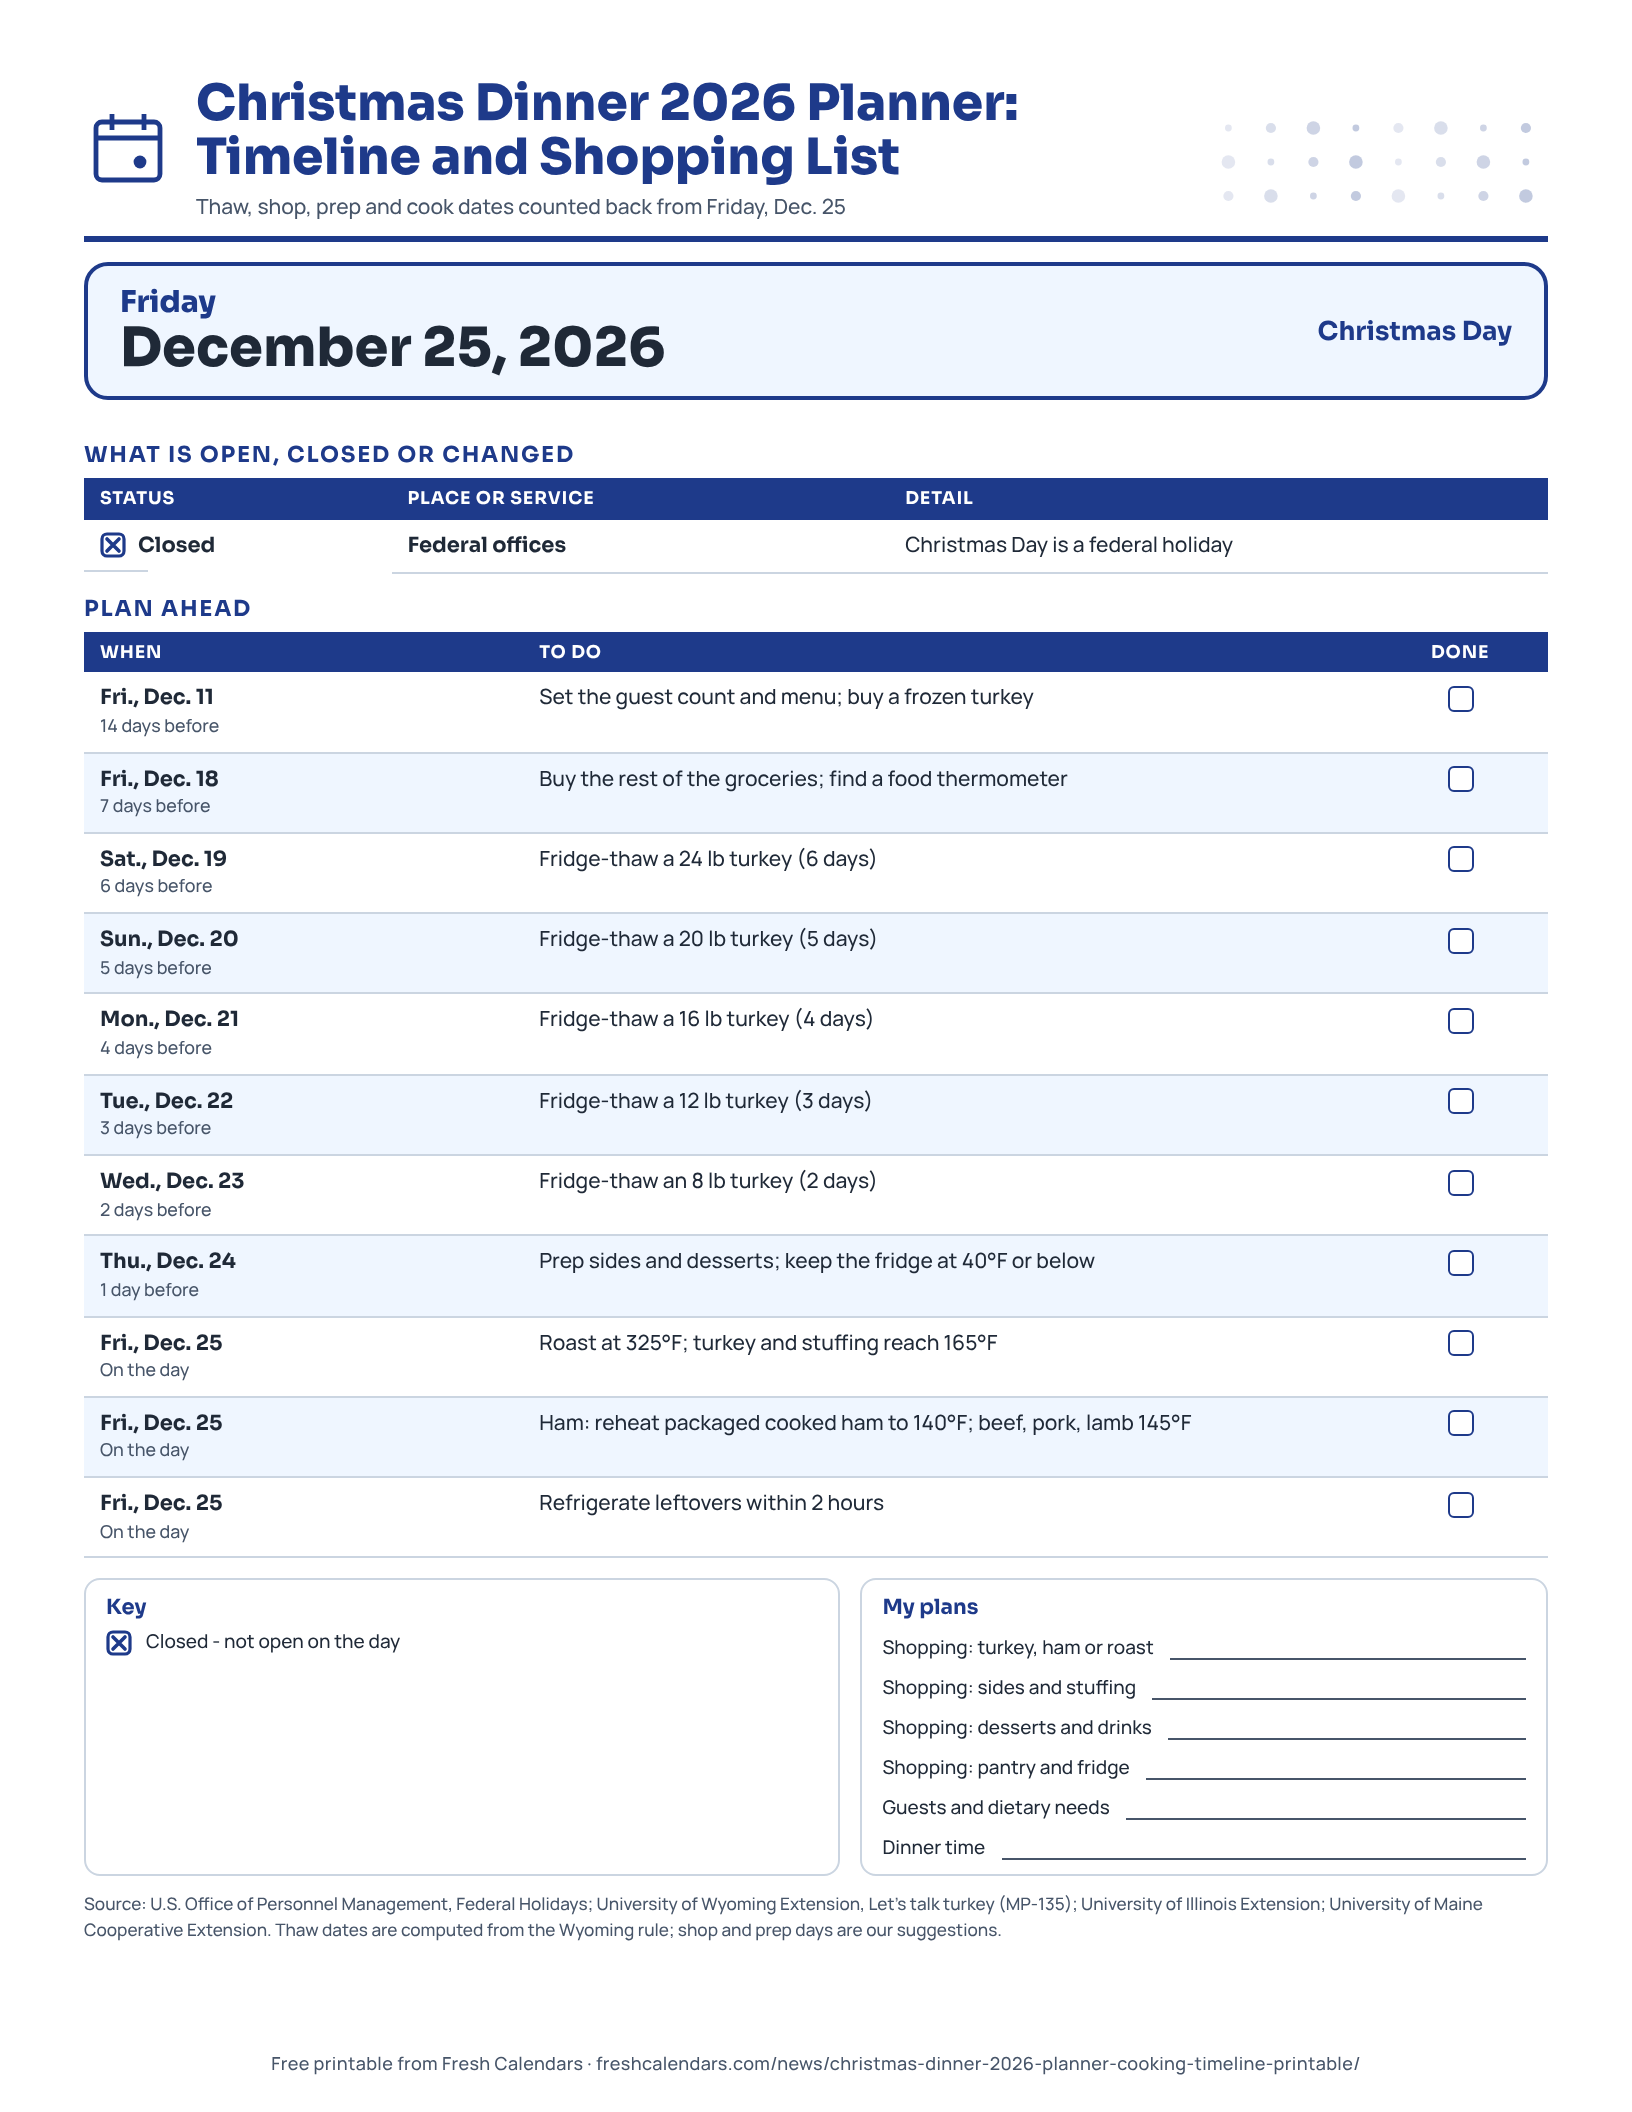 Christmas Dinner 2026 Planner:
Timeline and Shopping List
Thaw, shop, prep and cook dates counted back from Friday, Dec. 25
Friday
December 25, 2026
Christmas Day
WHAT IS OPEN, CLOSED OR CHANGED
STATUS PLACE OR SERVICE DETAIL
Closed Federal offices Christmas Day is a federal holiday
PLAN AHEAD
WHEN TO DO DONE
Fri., Dec. 11 Set the guest count and menu; buy a frozen turkey
14 days before
Fri., Dec. 18 Buy the rest of the groceries; find a food thermometer
7 days before
Sat., Dec. 19 Fridge-thaw a 24 lb turkey (6 days)
6 days before
Sun., Dec. 20 Fridge-thaw a 20 lb turkey (5 days)
5 days before
Mon., Dec. 21 Fridge-thaw a 16 lb turkey (4 days)
4 days before
Tue., Dec. 22 Fridge-thaw a 12 lb turkey (3 days)
3 days before
Wed., Dec. 23 Fridge-thaw an 8 lb turkey (2 days)
2 days before
Thu., Dec. 24 Prep sides and desserts; keep the fridge at 40°F or below
1 day before
Fri., Dec. 25 Roast at 325°F; turkey and stuffing reach 165°F
On the day
Fri., Dec. 25 Ham: reheat packaged cooked ham to 140°F; beef, pork, lamb 145°F
On the day
Fri., Dec. 25 Refrigerate leftovers within 2 hours
On the day
Key
Closed - not open on the day
My plans
Shopping: turkey, ham or roast
Shopping: sides and stuffing
Shopping: desserts and drinks
Shopping: pantry and fridge
Guests and dietary needs
Dinner time
Source: U.S. Office of Personnel Management, Federal Holidays; University of Wyoming Extension, Let's talk turkey (MP-135); University of Illinois Extension; University of Maine
Cooperative Extension. Thaw dates are computed from the Wyoming rule; shop and prep days are our suggestions.
Free printable from Fresh Calendars · freshcalendars.com/news/christmas-dinner-2026-planner-cooking-timeline-printable/